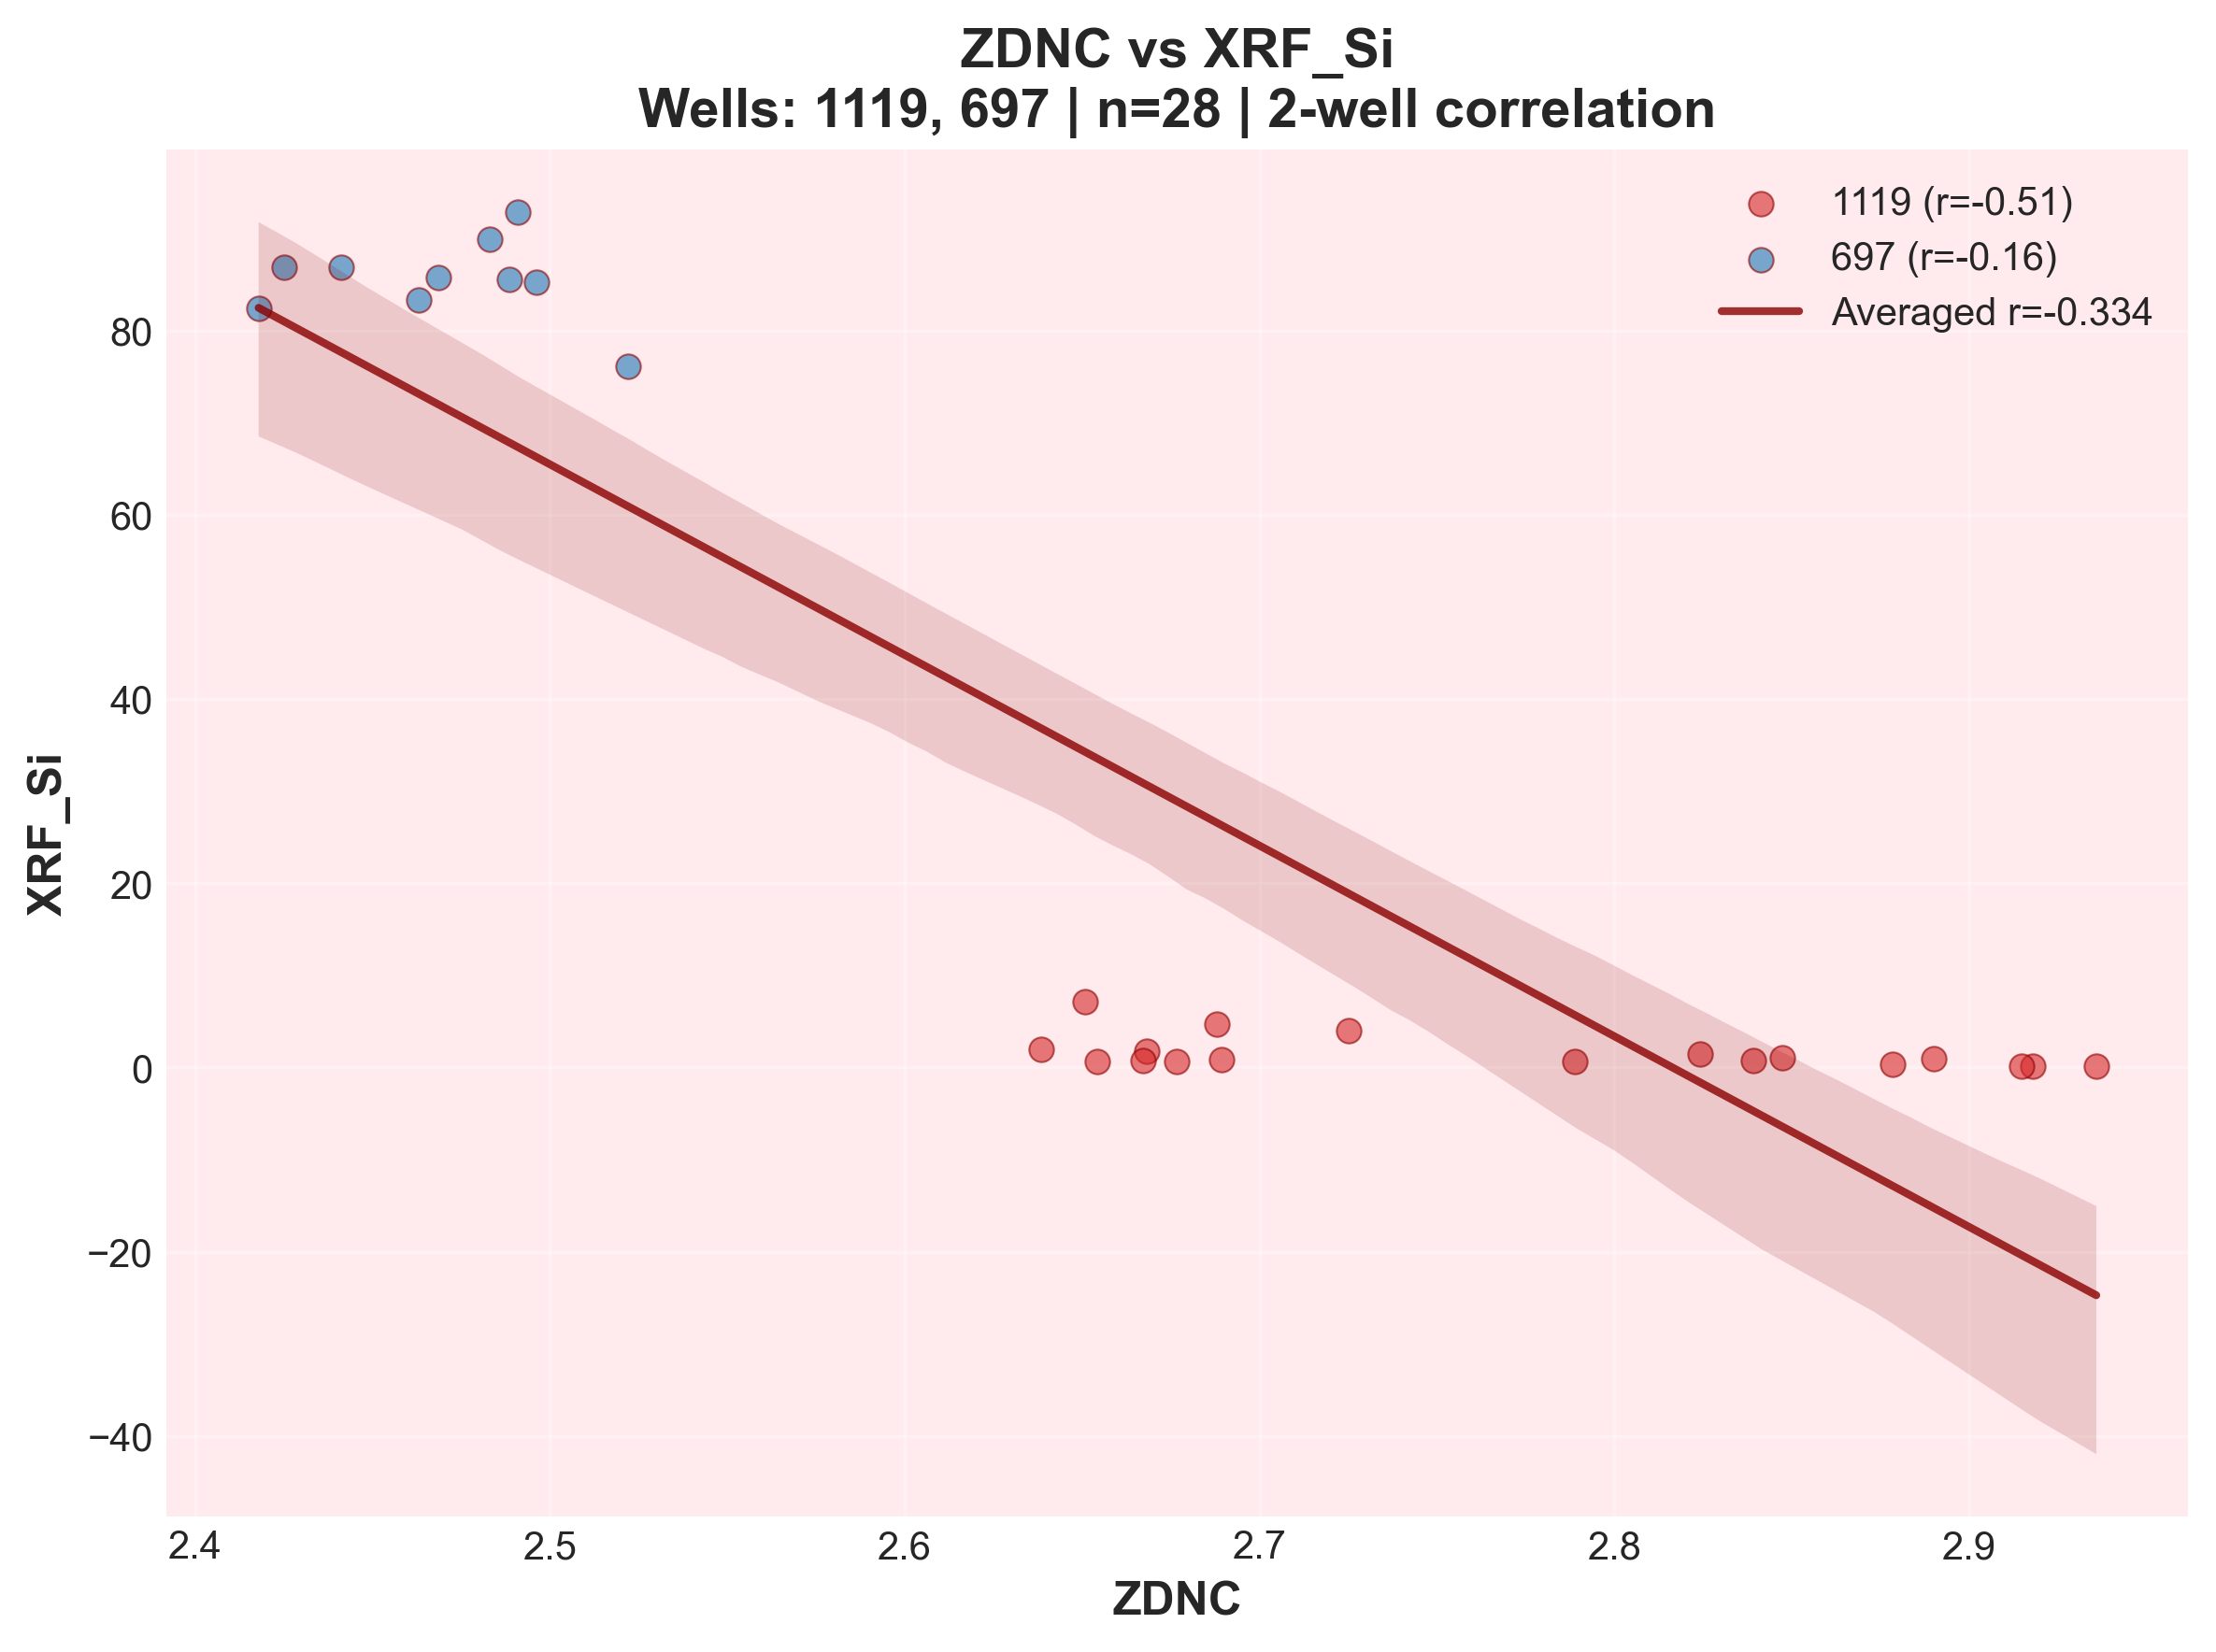 ZDNC vs XRF_Si
Wells: 1119, 697 | n=28 | 2-well correlation
1119 (r=-0.51)
697 (r=-0.16)
Averaged r=-0.334
XRF_Si
80
60
40
20
0
−20
−40
2.4 2.5 2.6 2.7 2.8 2.9
ZDNC